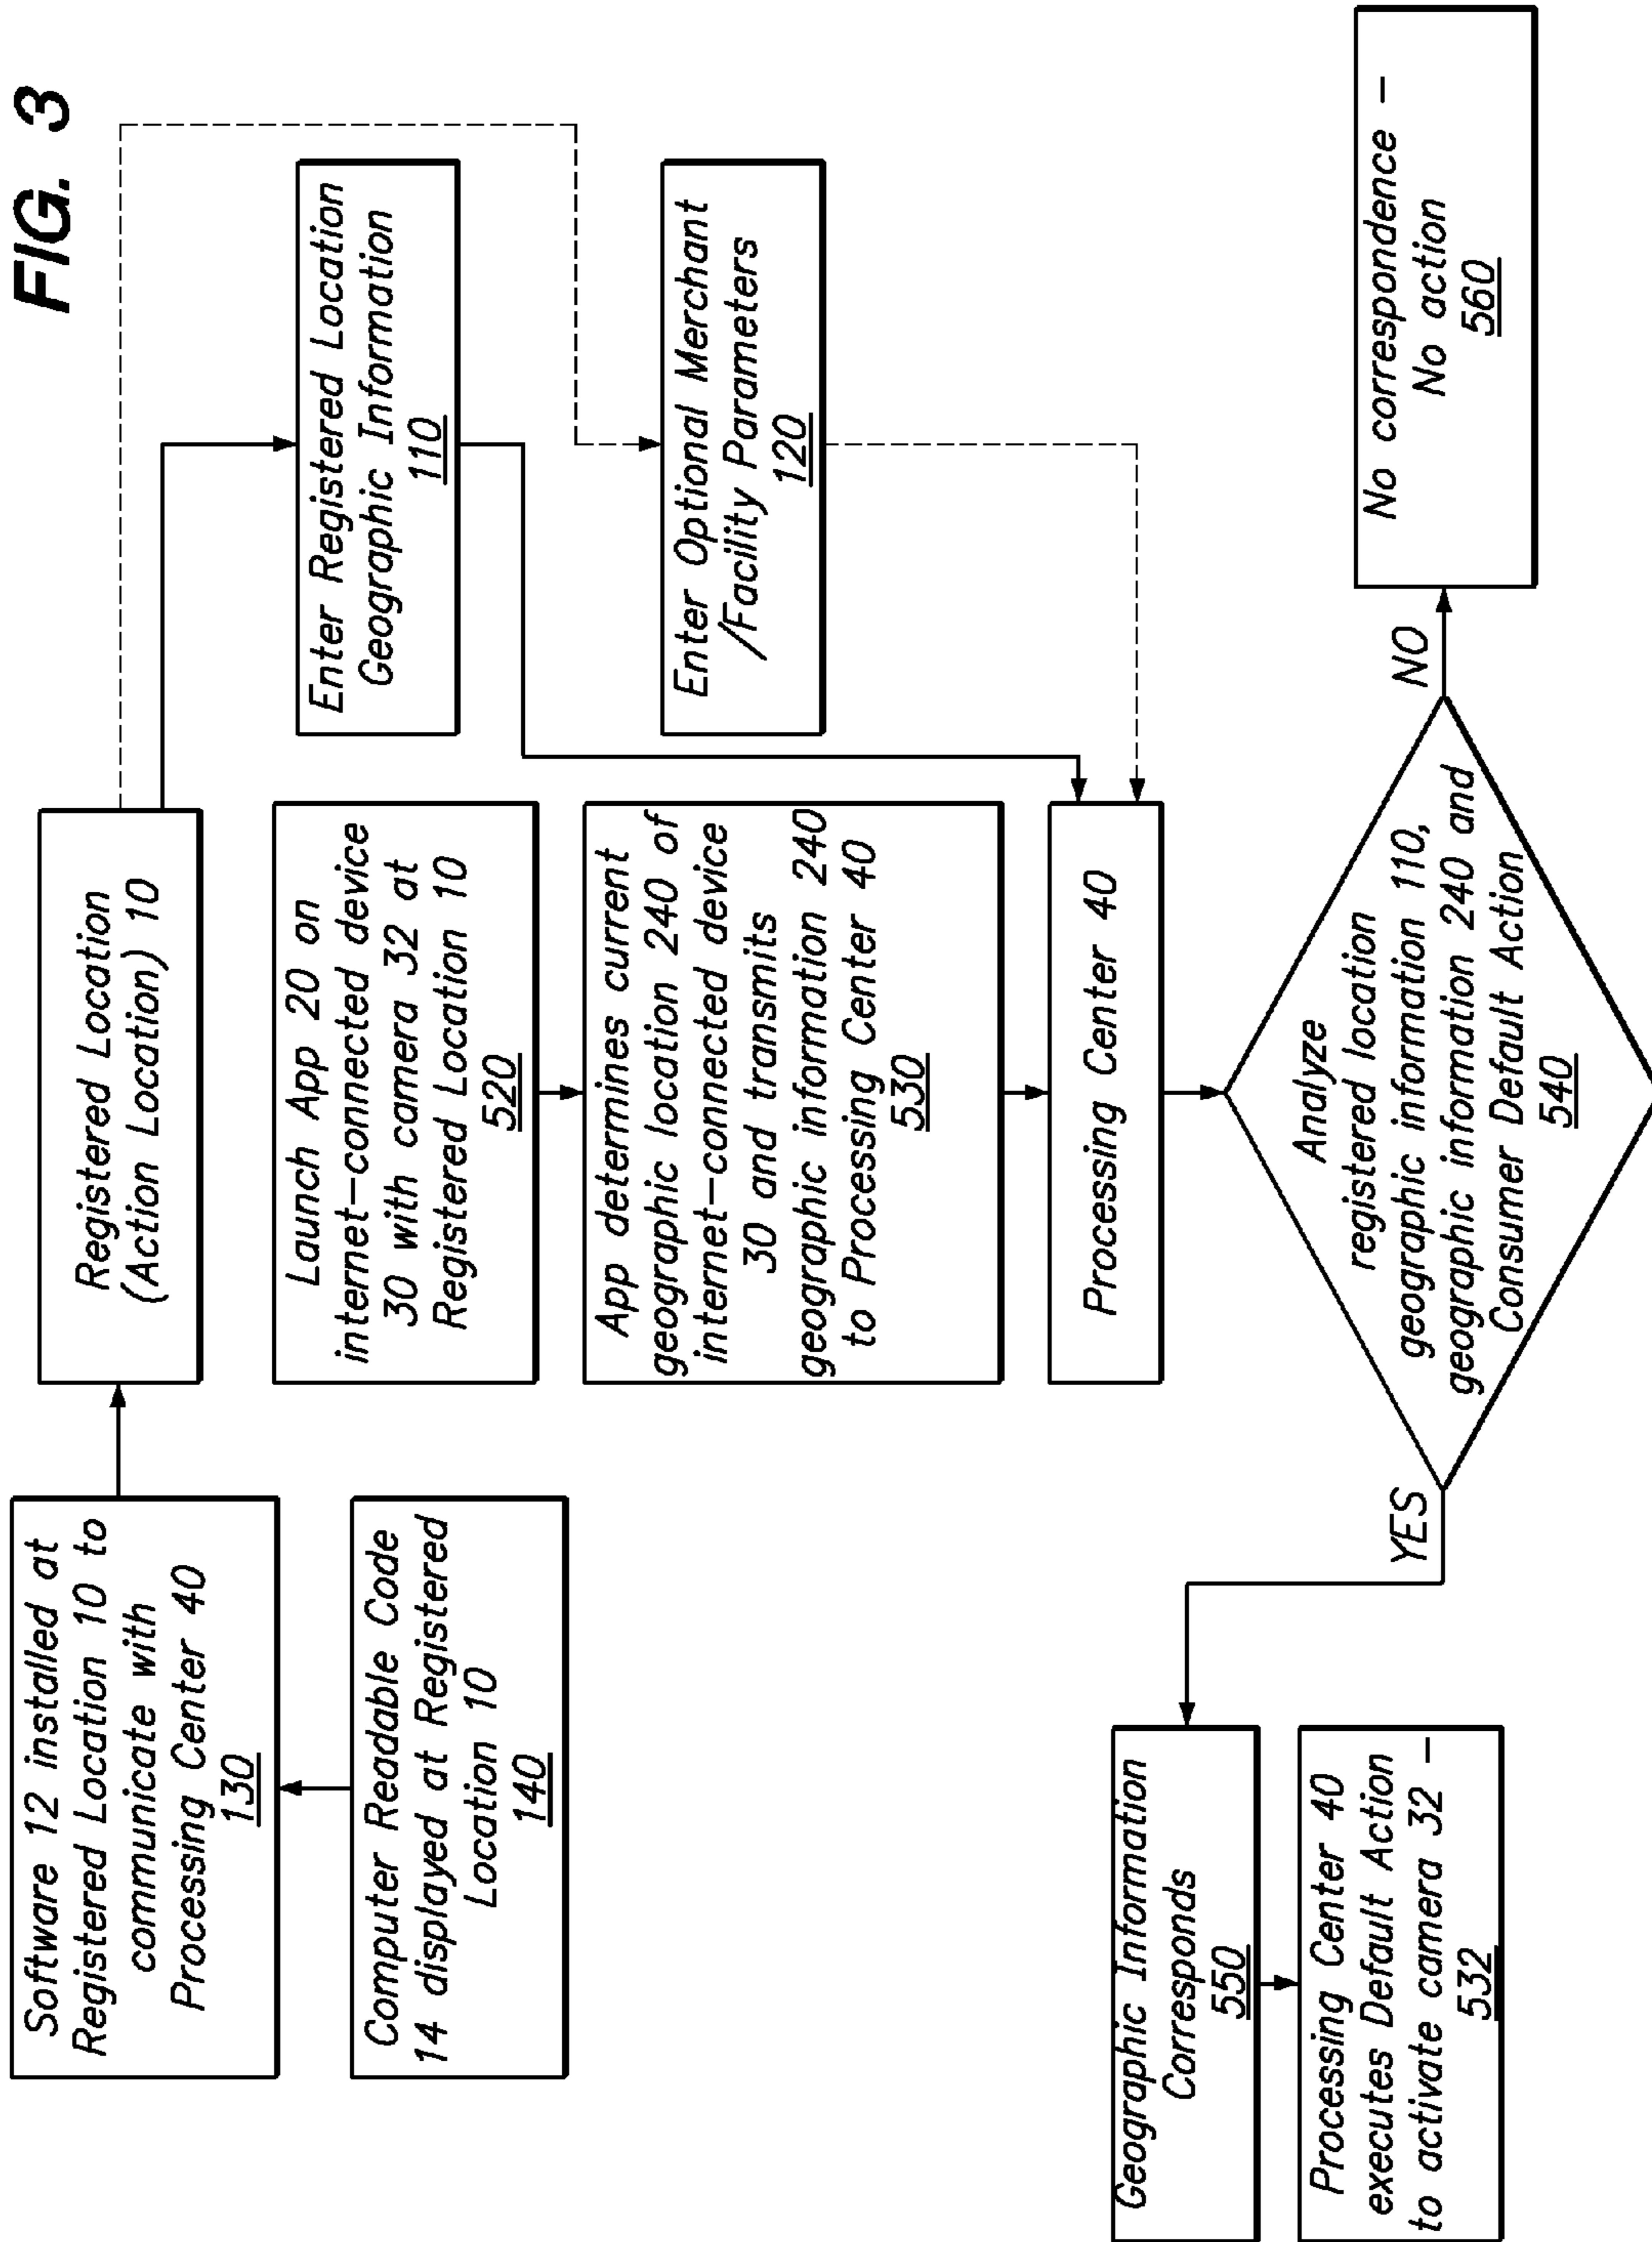 FIG. 3
Software 12 installed at
Registered Location 10 to
communicate with
Processing Center 40
130
Computer Readable Code
14 displayed at Registered
Location 10
140
Registered Location
(Action Location) 10
Enter Registered Location
Geographic Information
110
Launch App 20 on
internet-connected device
30 with camera 32 at
Registered Location 10
520
Enter Optional Merchant
/Facility Parameters
120
App determines current
geographic location 240 of
internet-connected device
30 and transmits
geographic information 240
to Processing Center 40
530
Processing Center 40
Analyze
registered location
geographic information 110,
geographic information 240 and
Consumer Default Action
540
YES
NO
Geographic Information
Corresponds
550
Processing Center 40
executes Default Action
to activate camera 32 –
532
No correspondence –
No action
560